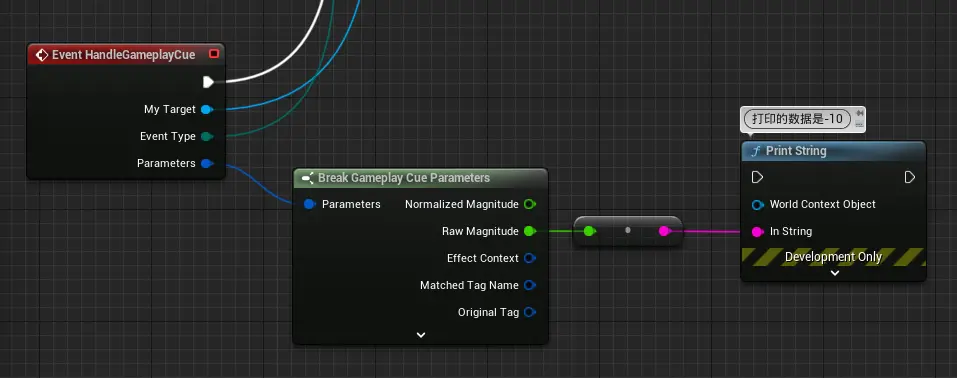 Event HandleGameplayCue
My Target
Event Type
Parameters
Break Gameplay Cue Parameters
Parameters
Normalized Magnitude
Raw Magnitude
Effect Context
Matched Tag Name
Original Tag
打印的数据是-10
f Print String
World Context Object
In String
Development Only